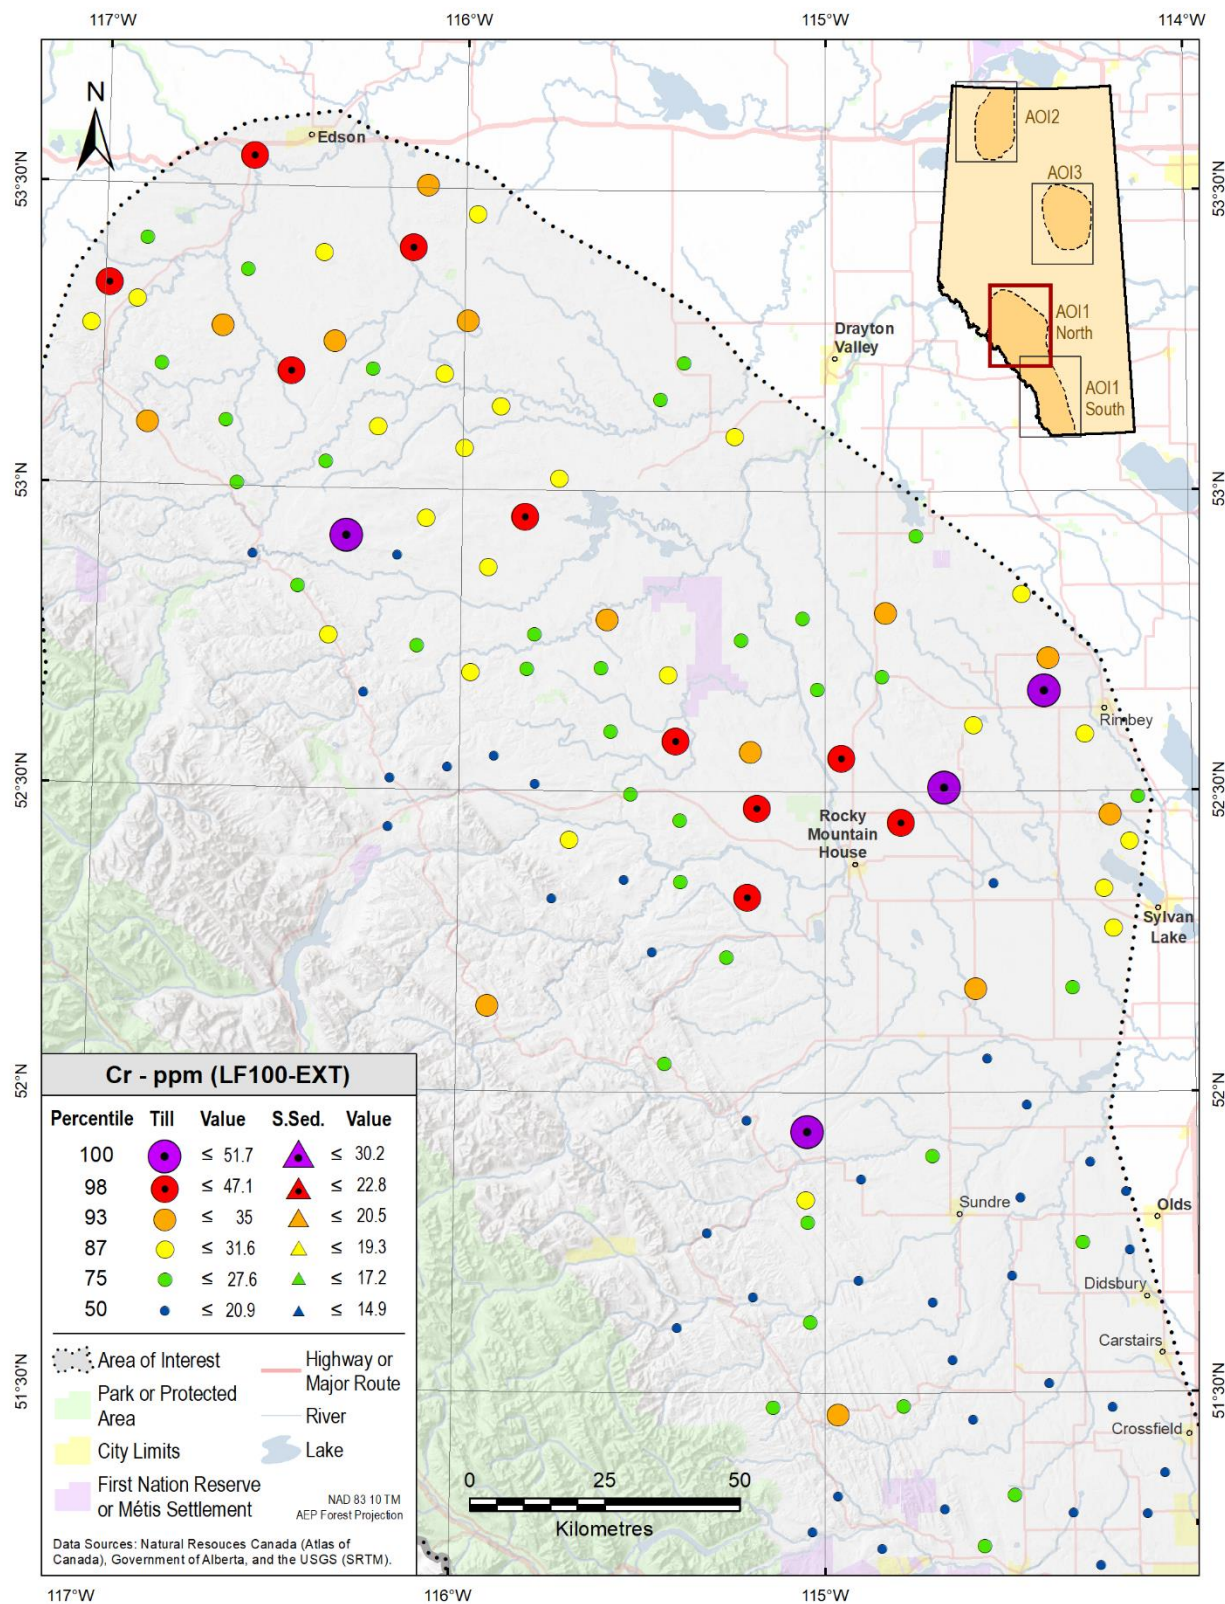 117°W 116°W 115°W 114°W
N
Edson
AOI2
AOI3
AOI1
North
AOI1
South
53°30'N
53°30'N
Drayton
Valley
53°N
53°N
Rimbey
52°30'N
52°30'N
Rocky
Mountain
House
Sylvan
Lake
52°N
Sundre
Olds
Didsbury
Carstairs
51°30'N
Crossfield
Cr - ppm (LF100-EXT)
Percentile Till Value S.Sed. Value
100 ≤ 51.7 ≤ 30.2
98 ≤ 47.1 ≤ 22.8
93 ≤ 35 ≤ 20.5
87 ≤ 31.6 ≤ 19.3
75 ≤ 27.6 ≤ 17.2
50 ≤ 20.9 ≤ 14.9
52°N
Area of Interest
Park or Protected
Area
City Limits
First Nation Reserve
or Métis Settlement
Highway or
Major Route
River
Lake
NAD 83 10 TM
AEP Forest Projection
Data Sources: Natural Resouces Canada (Atlas of
Canada), Government of Alberta, and the USGS (SRTM).
51°30'N
0 25 50
Kilometres
117°W 116°W 115°W